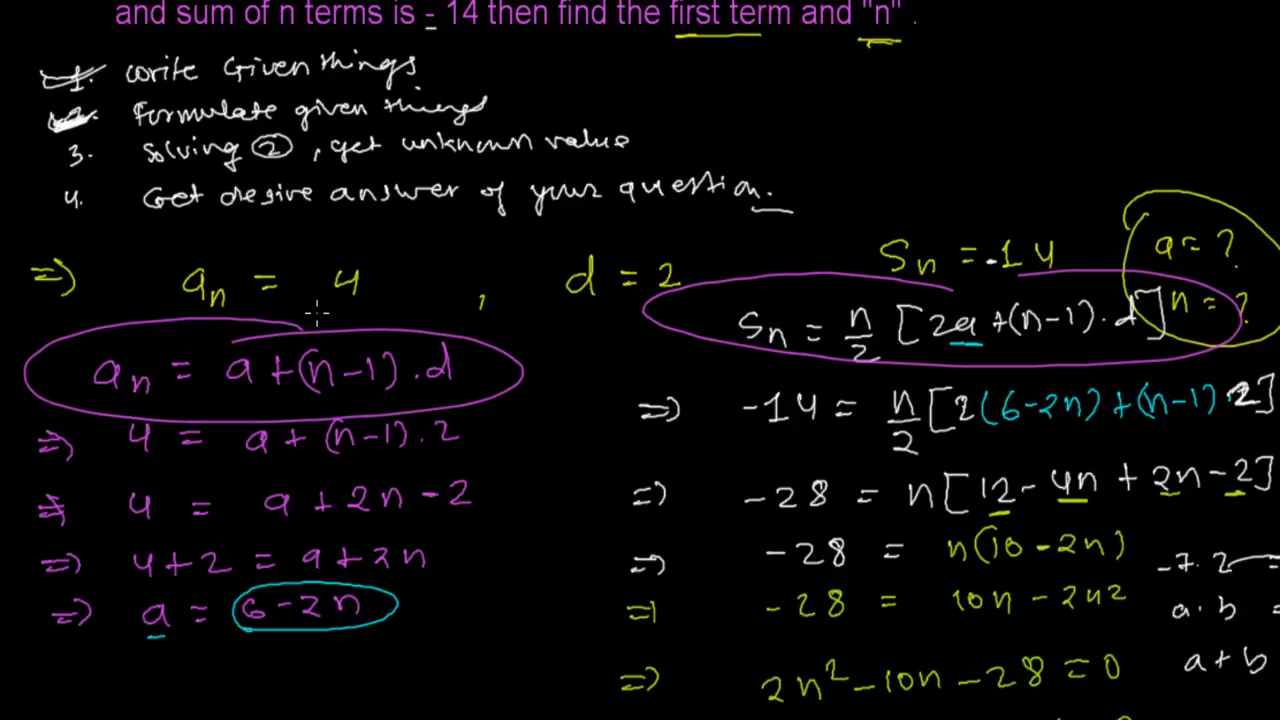 and sum of n terms is - 14 then find the first term and "n" .
1. write Given things
2. Formulate given things
3. Solving ②, get unknown value
4. Get desire answer of your question.
=> aₙ = 4 , d = 2 Sₙ = -14 a = ?
n = ?
Sₙ = n/2 [2a+(n-1).d]
aₙ = a+(n-1).d
=> 4 = a+(n-1).2
=> 4 = a+2n-2
=> 4+2 = a+2n
=> a = 6-2n
=> -14 = n/2 [2(6-2n)+(n-1) 2]
=> -28 = n[12-4n+2n-2]
=> -28 = n(10-2n)
=> -28 = 10n-2n2
=> 2n²-10n-28=0
-7.2 =
a.b =
a+b